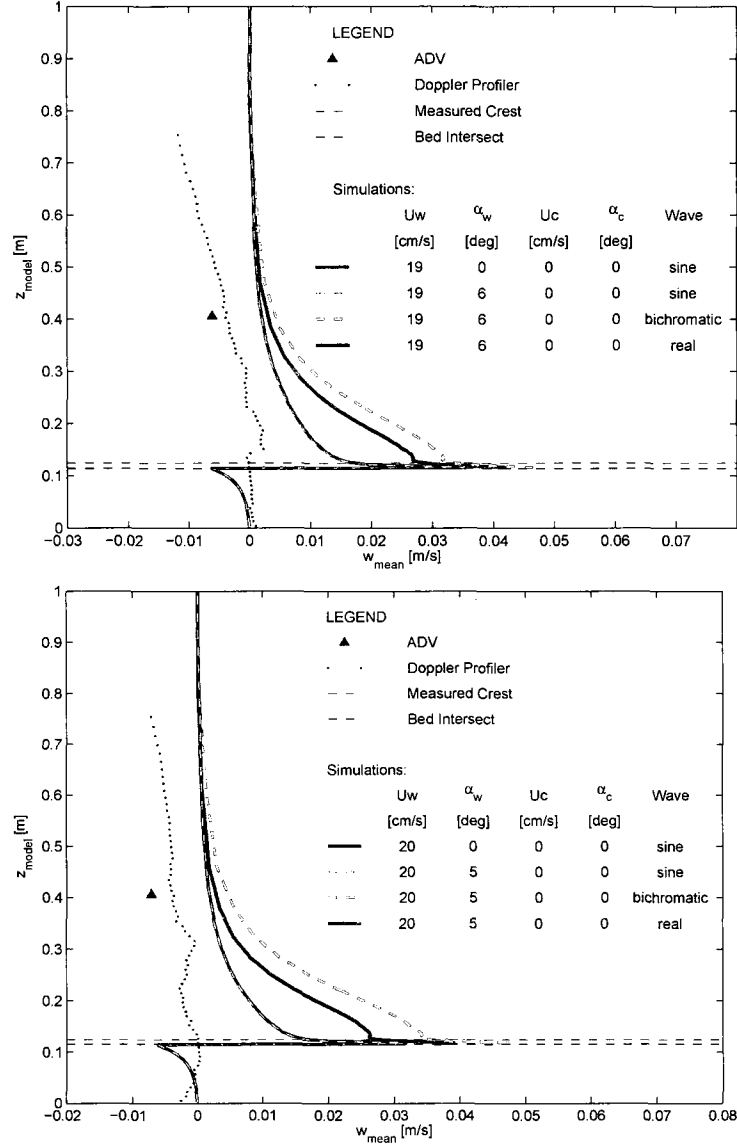 1
0.9
0.8
0.7
0.6
0.5
0.4
0.3
0.2
0.1
0
z_model [m]
LEGEND
ADV
Doppler Profiler
Measured Crest
Bed Intersect
Simulations:
Uw α_w Uc α_c Wave
[cm/s] [deg] [cm/s] [deg]
19 0 0 0 sine
19 6 0 0 sine
19 6 0 0 bichromatic
19 6 0 0 real
−0.03 −0.02 −0.01 0 0.01 0.02 0.03 0.04 0.05 0.06 0.07
w_mean [m/s]
1
0.9
0.8
0.7
0.6
0.5
0.4
0.3
0.2
0.1
0
z_model [m]
LEGEND
ADV
Doppler Profiler
Measured Crest
Bed Intersect
Simulations:
Uw α_w Uc α_c Wave
[cm/s] [deg] [cm/s] [deg]
20 0 0 0 sine
20 5 0 0 sine
20 5 0 0 bichromatic
20 5 0 0 real
−0.02 −0.01 0 0.01 0.02 0.03 0.04 0.05 0.06 0.07 0.08
w_mean [m/s]